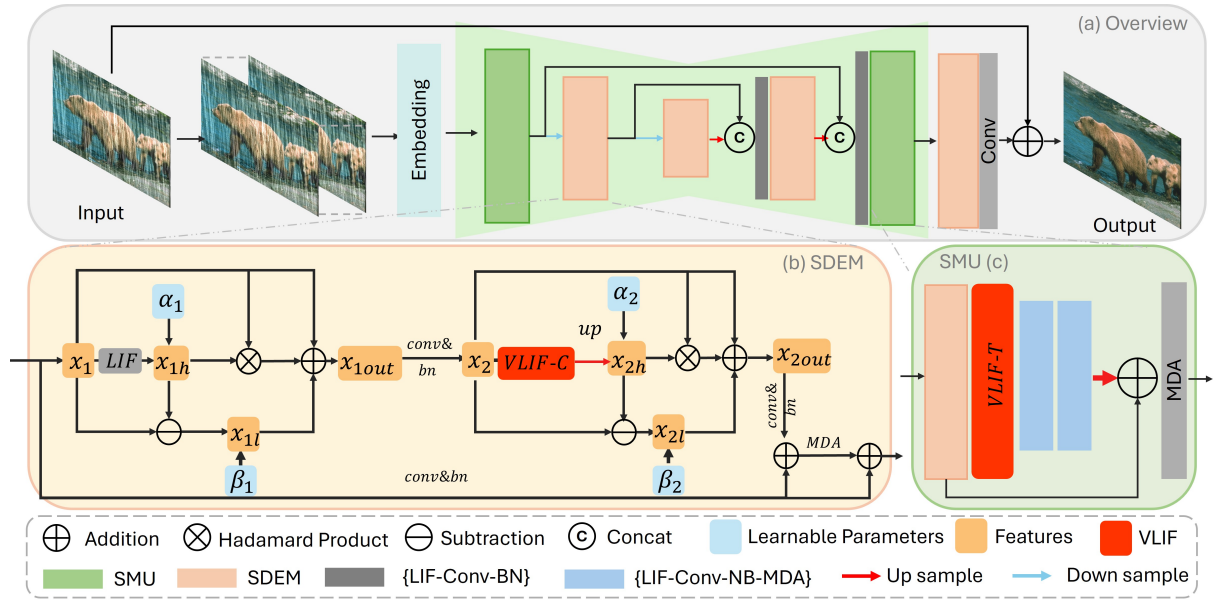 (a) Overview
Input
Embedding
C
C
Conv
Output
(b) SDEM
α₁
x₁
LIF
x₁ₕ
x₁ₗ
β₁
x₁ₒᵤₜ
conv&
bn
x₂
VLIF-C
up
α₂
x₂ₕ
x₂ₗ
β₂
x₂ₒᵤₜ
conv&
bn
MDA
conv&bn
SMU (c)
VLIF-T
MDA
Addition
Hadamard Product
Subtraction
C
Concat
Learnable Parameters
Features
VLIF
SMU
SDEM
{LIF-Conv-BN}
{LIF-Conv-NB-MDA}
Up sample
Down sample